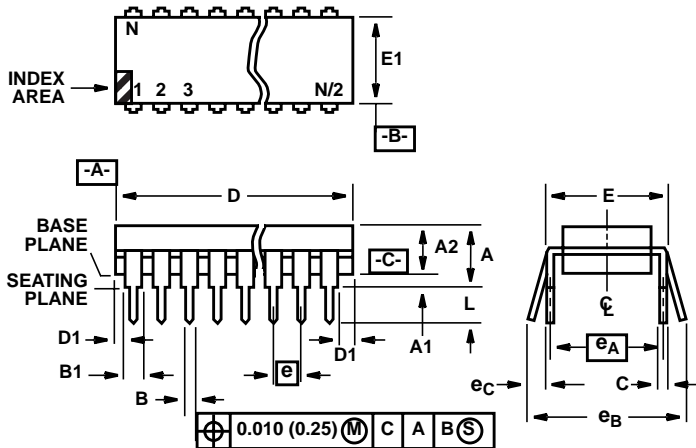 N
E1
INDEX
AREA
1 2 3 N/2
-B-
-A-
D
E
BASE
PLANE
A2
A
-C-
SEATING
PLANE
L
C
L
D1
A1
D1
eA
B1
e
eC
C
B
eB
0.010 (0.25) M C A B S